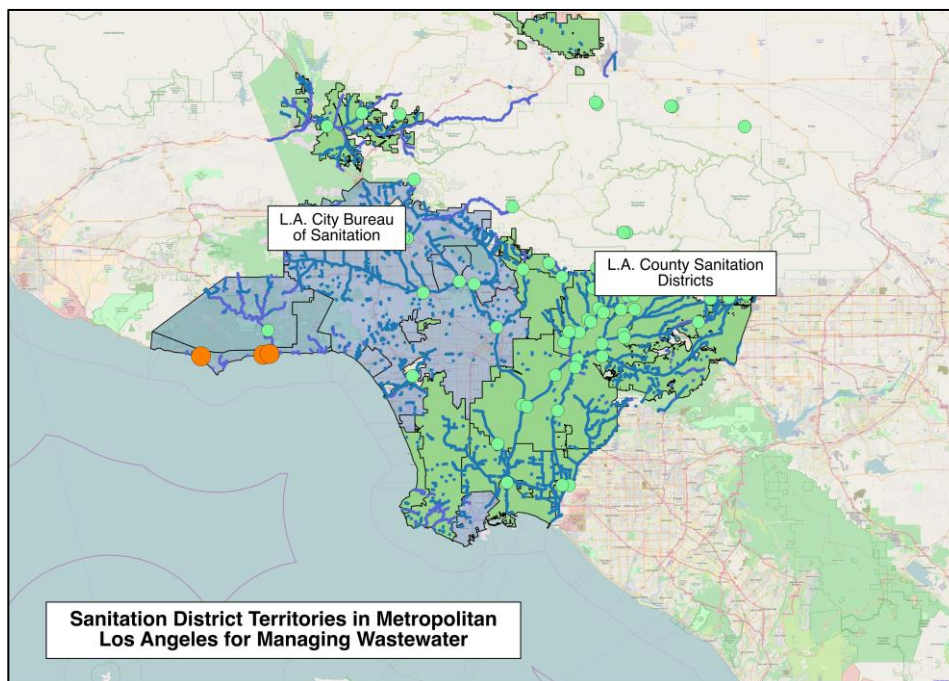 L.A. City Bureau
of Sanitation
L.A. County Sanitation
Districts
Sanitation District Territories in Metropolitan
Los Angeles for Managing Wastewater